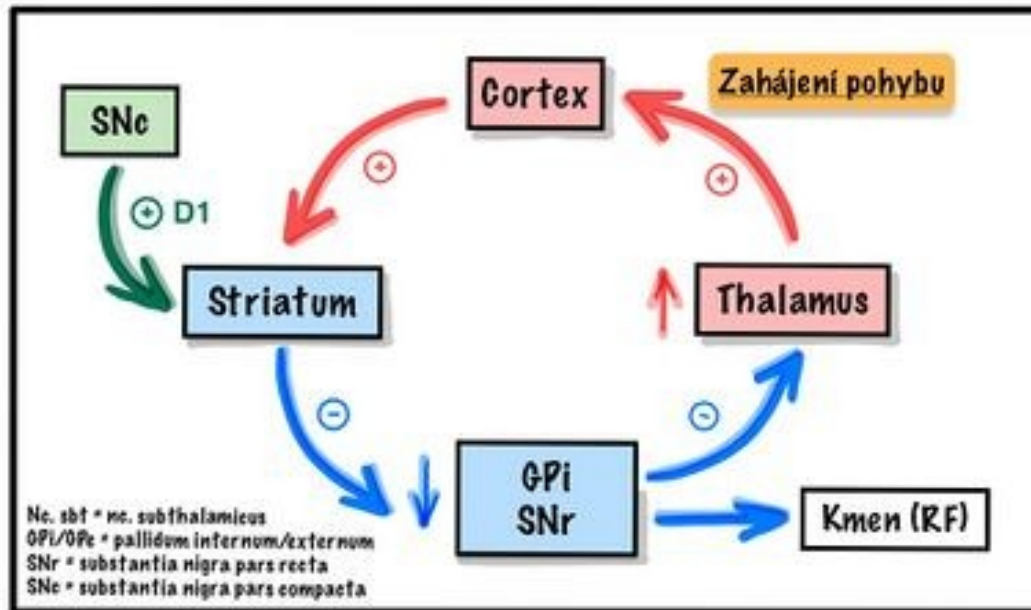 Cortex
Zahájení pohybu
SNc
+
+
+ D1
Striatum
Thalamus
-
-
GPi
SNr
Kmen (RF)
Nc. sbt = nc. subthalamicus
GPi/GPe = pallidum internum/externum
SNr = substantia nigra pars recta
SNc = substantia nigra pars compacta